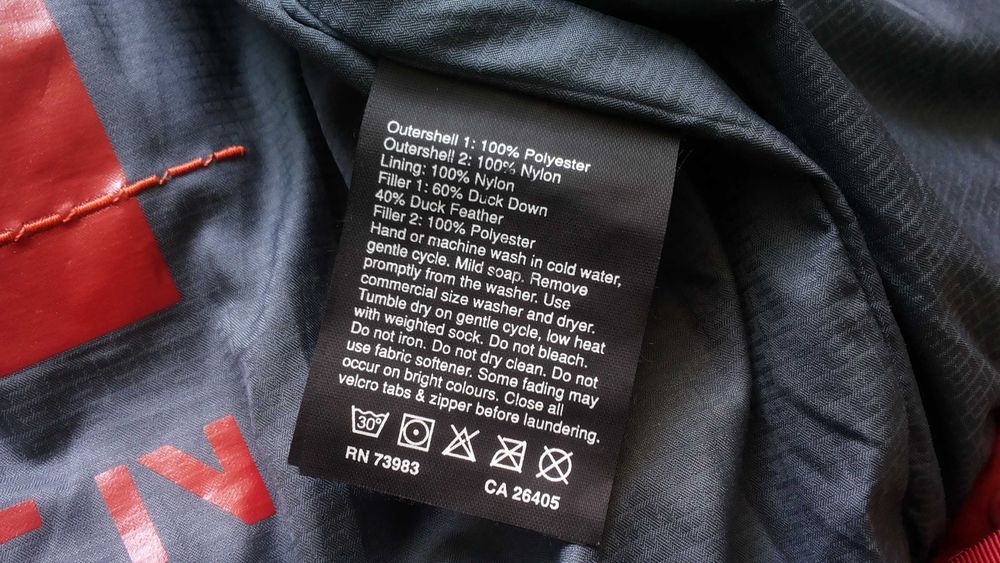 Outershell 1: 100% Polyester
Outershell 2: 100% Nylon
Lining: 100% Nylon
Filler 1: 60% Duck Down
40% Duck Feather
Filler 2: 100% Polyester
Hand or machine wash in cold water,
gentle cycle. Mild soap. Remove
promptly from the washer. Use
commercial size washer and dryer.
Tumble dry on gentle cycle, low heat
with weighted sock. Do not bleach.
Do not iron. Do not dry clean. Do not
use fabric softener. Some fading may
occur on bright colours. Close all
velcro tabs & zipper before laundering.
30°
RN 73983
CA 26405